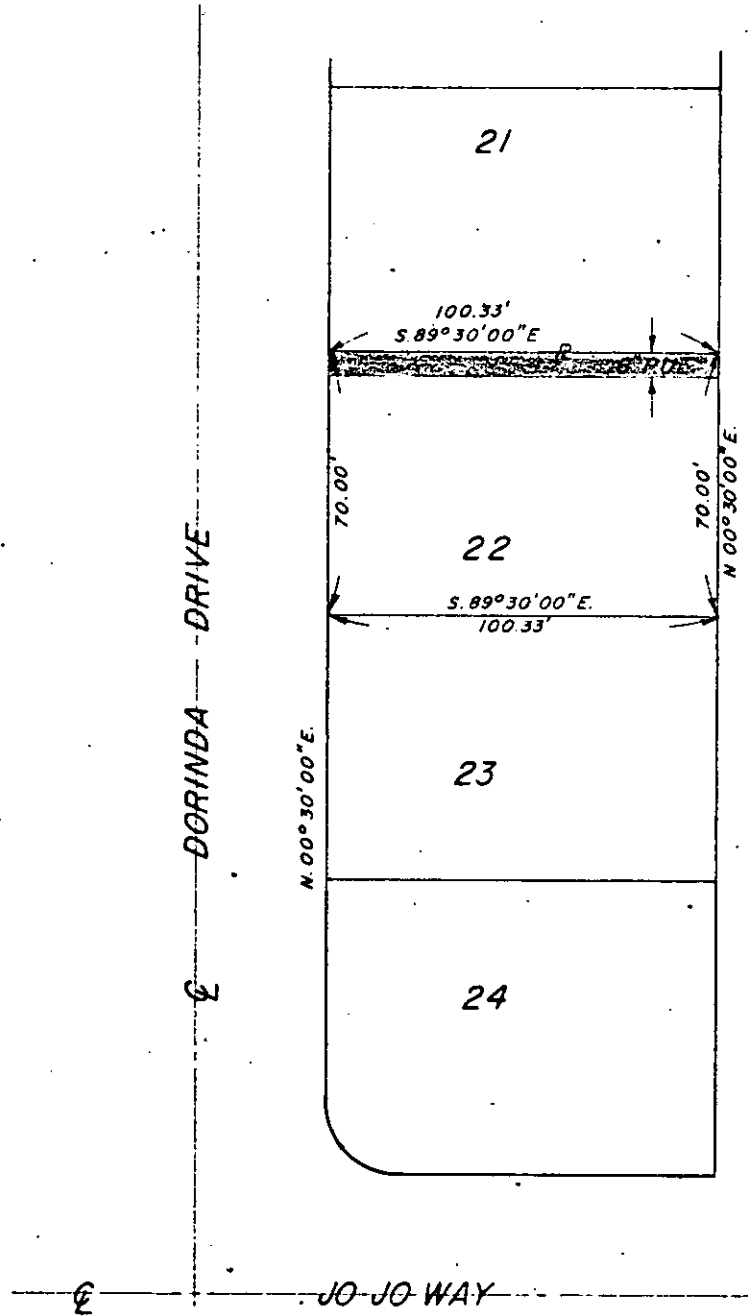 21
100.33'
S.89°30'00"E
P.U.E.
70.00'
70.00'
N 00°30'00"E.
22
S.89°30'00"E.
100.33'
DORINDA DRIVE
N.00°30'00"E.
23
24
JO JO WAY